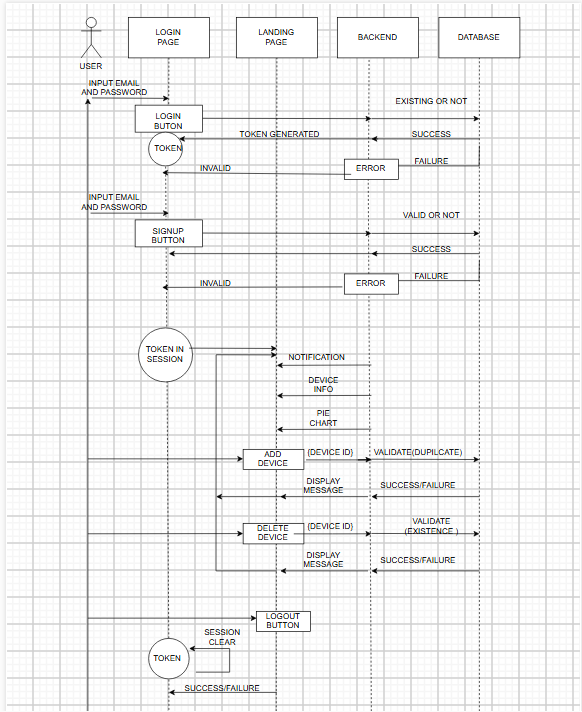 LOGIN
PAGE
LANDING
PAGE
BACKEND
DATABASE
USER
INPUT EMAIL
AND PASSWORD
EXISTING OR NOT
LOGIN
BUTON
TOKEN GENERATED
SUCCESS
TOKEN
FAILURE
INVALID
ERROR
INPUT EMAIL
AND PASSWORD
VALID OR NOT
SIGNUP
BUTTON
SUCCESS
FAILURE
INVALID
ERROR
TOKEN IN
SESSION
NOTIFICATION
DEVICE
INFO
PIE
CHART
ADD
DEVICE
{DEVICE ID}
VALIDATE(DUPILCATE)
DISPLAY
MESSAGE
SUCCESS/FAILURE
DELETE
DEVICE
{DEVICE ID}
VALIDATE
(EXISTENCE )
DISPLAY
MESSAGE
SUCCESS/FAILURE
LOGOUT
BUTTON
SESSION
CLEAR
TOKEN
SUCCESS/FAILURE